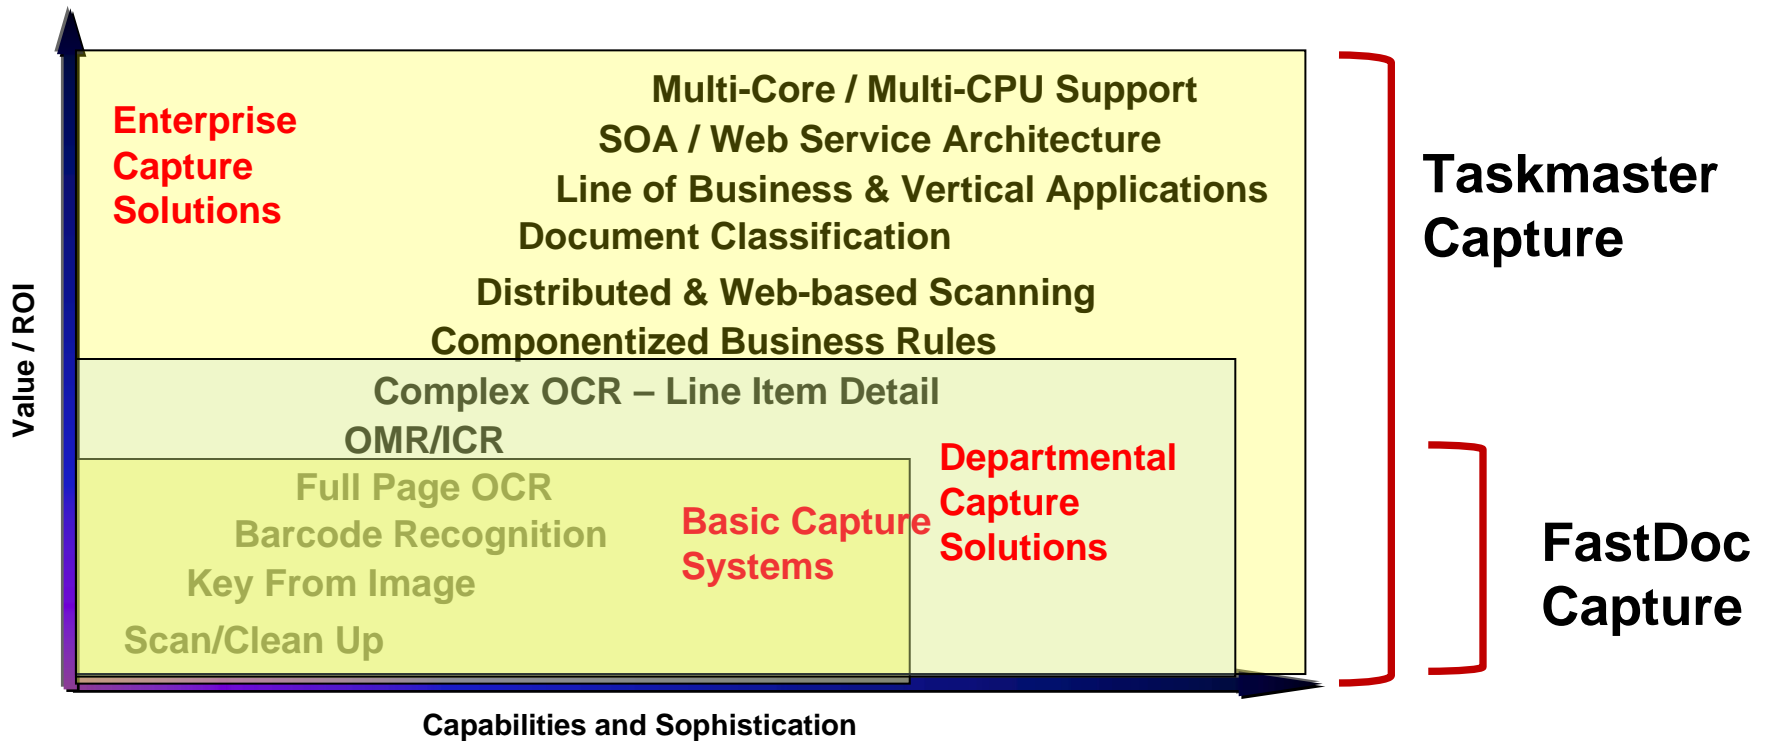 Multi-Core / Multi-CPU Support
Enterprise
Capture
Solutions
SOA / Web Service Architecture
Line of Business & Vertical Applications
Document Classification
Distributed & Web-based Scanning
Componentized Business Rules
Complex OCR – Line Item Detail
OMR/ICR
Full Page OCR
Barcode Recognition
Key From Image
Scan/Clean Up
Basic Capture
Systems
Departmental
Capture
Solutions
Taskmaster
Capture
FastDoc
Capture
Value / ROI
Capabilities and Sophistication